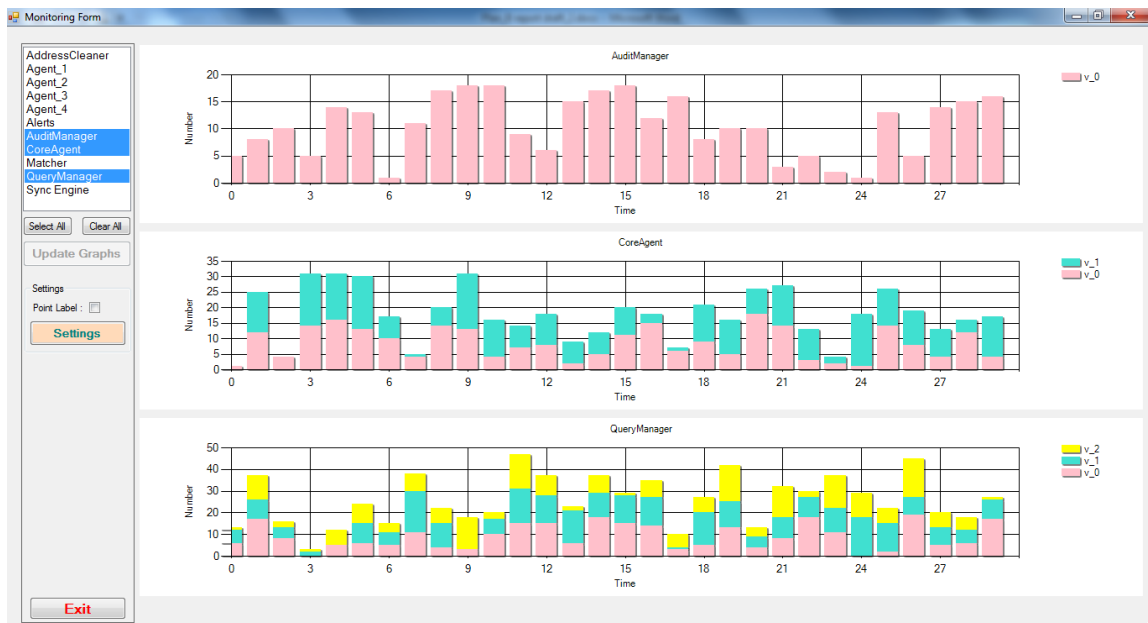 Monitoring Form
AddressCleaner
Agent_1
Agent_2
Agent_3
Agent_4
Alerts
AuditManager
CoreAgent
Matcher
QueryManager
Sync Engine
Select All
Clear All
Update Graphs
Settings
Point Label :
Settings
Exit
AuditManager
v_0
Number
20
15
10
5
0
0 3 6 9 12 15 18 21 24 27
Time
CoreAgent
v_1
v_0
Number
35
30
25
20
15
10
5
0
0 3 6 9 12 15 18 21 24 27
Time
QueryManager
v_2
v_1
v_0
Number
50
40
30
20
10
0
0 3 6 9 12 15 18 21 24 27
Time